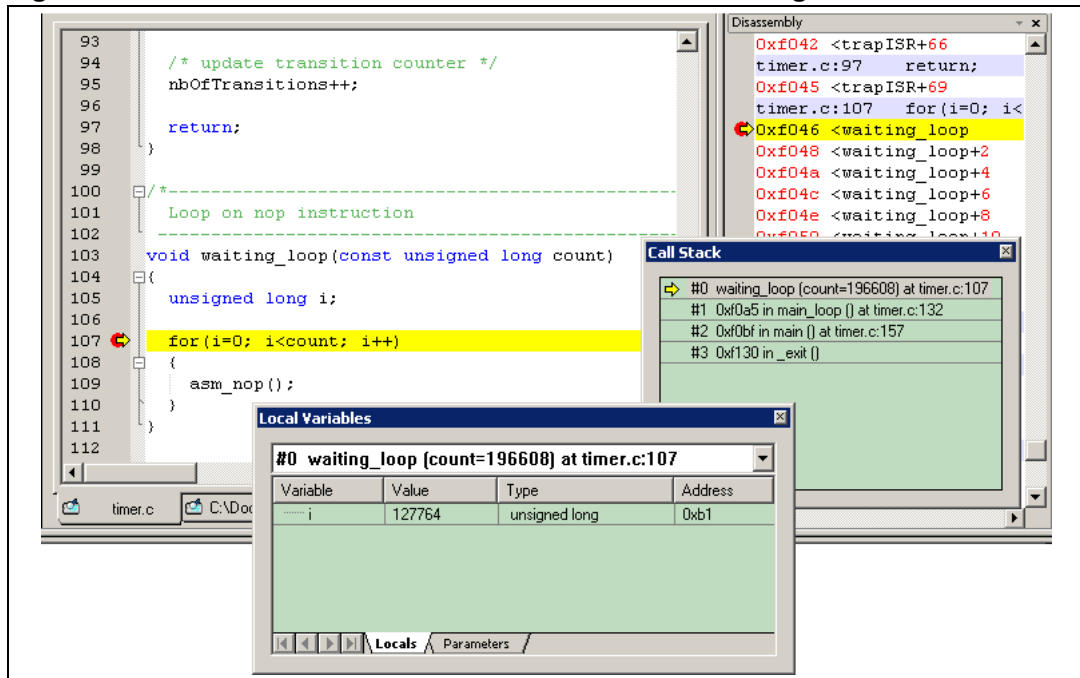 93
94 /* update transition counter */
95 nbOfTransitions++;
96
97 return;
98 }
99
100 /*----------------------------------------------------
101 Loop on nop instruction
102 ----------------------------------------------------
103 void waiting_loop(const unsigned long count)
104 {
105 unsigned long i;
106
107 for(i=0; i<count; i++)
108 {
109 asm_nop();
110 }
111 }
112
timer.c C:\Doc
Disassembly
0xf042 <trapISR+66
timer.c:97 return;
0xf045 <trapISR+69
timer.c:107 for(i=0; i<
0xf046 <waiting_loop
0xf048 <waiting_loop+2
0xf04a <waiting_loop+4
0xf04c <waiting_loop+6
0xf04e <waiting_loop+8
0xf050 <waiting_loop+10
Call Stack
#0 waiting_loop (count=196608) at timer.c:107
#1 0xf0a5 in main_loop () at timer.c:132
#2 0xf0bf in main () at timer.c:157
#3 0xf130 in _exit ()
Local Variables
#0 waiting_loop (count=196608) at timer.c:107
Variable Value Type Address
i 127764 unsigned long 0xb1
Locals Parameters